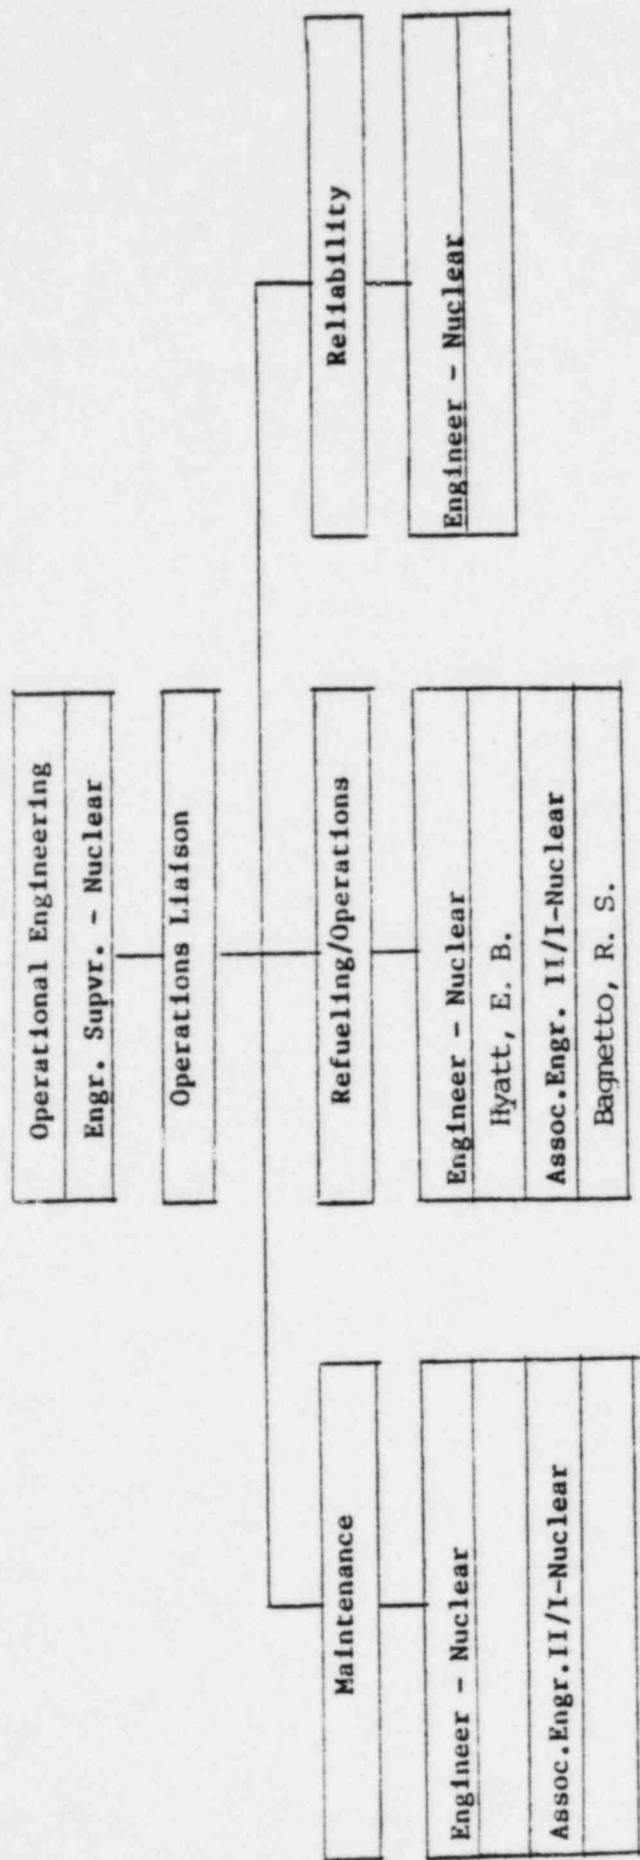 Operational Engineering
Engr. Supvr. - Nuclear
Operations Liaison
Maintenance
Engineer - Nuclear
Assoc.Engr.II/I-Nuclear
Refueling/Operations
Engineer - Nuclear
Hyatt, E. B.
Assoc.Engr. II/I-Nuclear
Bagnetto, R. S.
Reliability
Engineer - Nuclear